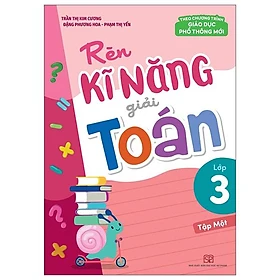 TRẦN THỊ KIM CƯƠNG
ĐẶNG PHƯƠNG HOA - PHẠM THỊ YẾN
THEO CHƯƠNG TRÌNH
GIÁO DỤC
PHỔ THÔNG MỚI
RÈN
KĨ NĂNG
giải
TOÁN
Lớp
3
Tập Một